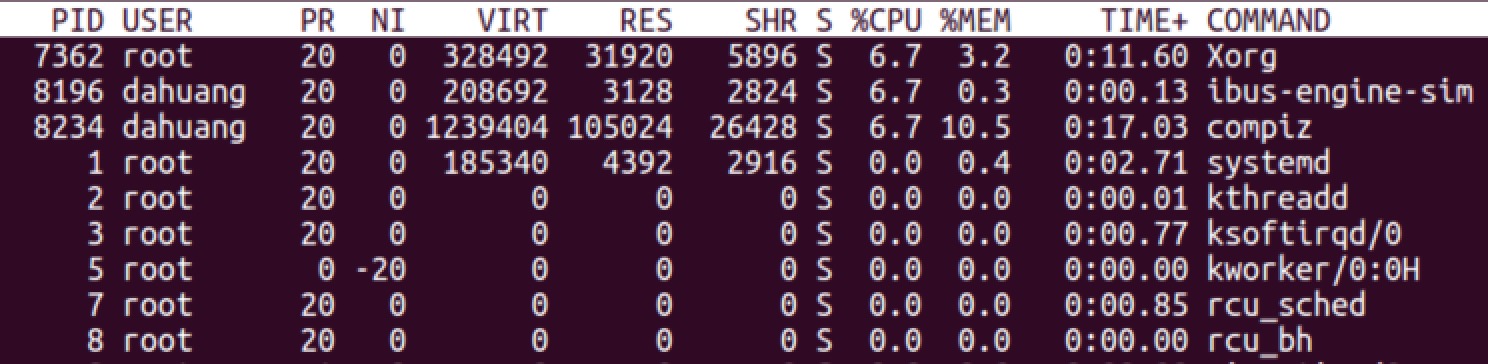 PID USER PR NI VIRT RES SHR S %CPU %MEM TIME+ COMMAND
7362 root 20 0 328492 31920 5896 S 6.7 3.2 0:11.60 Xorg
8196 dahuang 20 0 208692 3128 2824 S 6.7 0.3 0:00.13 ibus-engine-sim
8234 dahuang 20 0 1239404 105024 26428 S 6.7 10.5 0:17.03 compiz
1 root 20 0 185340 4392 2916 S 0.0 0.4 0:02.71 systemd
2 root 20 0 0 0 0 S 0.0 0.0 0:00.01 kthreadd
3 root 20 0 0 0 0 S 0.0 0.0 0:00.77 ksoftirqd/0
5 root 0 -20 0 0 0 S 0.0 0.0 0:00.00 kworker/0:0H
7 root 20 0 0 0 0 S 0.0 0.0 0:00.85 rcu_sched
8 root 20 0 0 0 0 S 0.0 0.0 0:00.00 rcu_bh